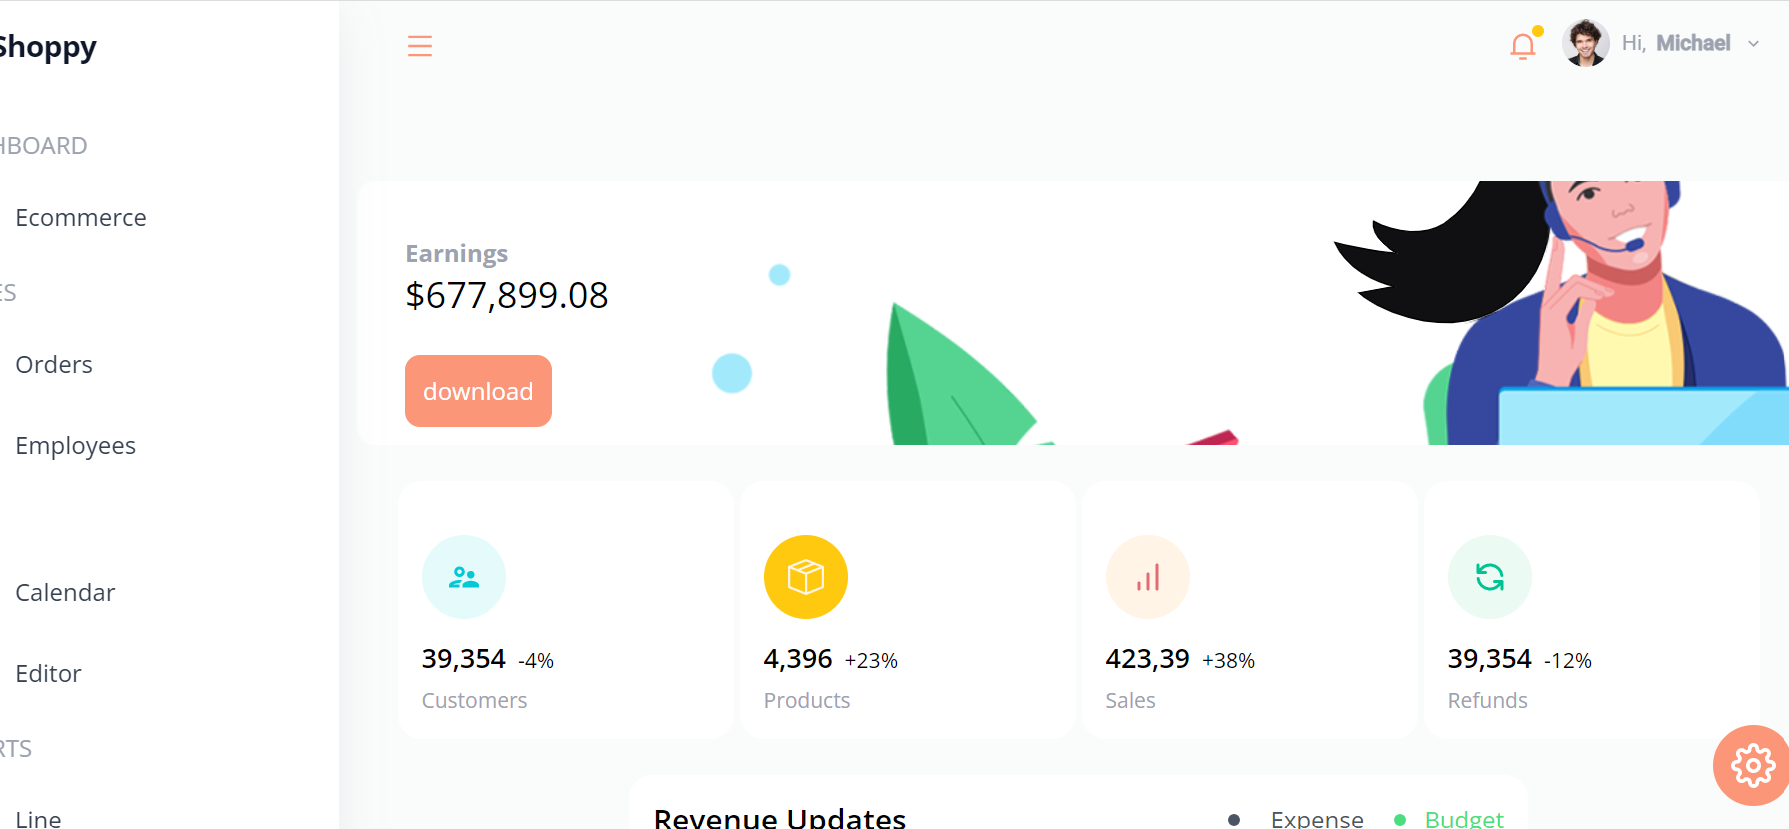 Shoppy
Hi, Michael
HBOARD
Ecommerce
ES
Orders
Employees
Calendar
Editor
RTS
Line
Earnings
$677,899.08
download
39,354 -4%
Customers
4,396 +23%
Products
423,39 +38%
Sales
39,354 -12%
Refunds
Revenue Updates
Expense
Budget